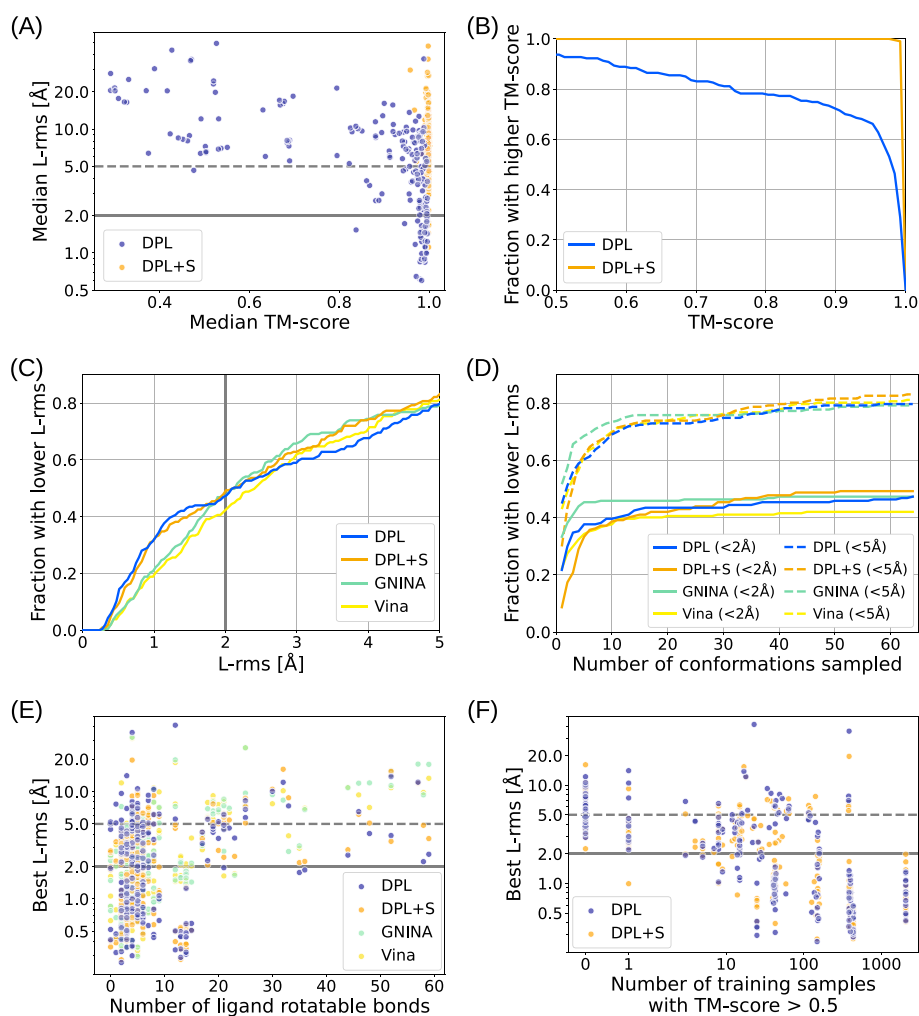 (A)
Median L-rms [Å]
20.0
10.0
5.0
2.0
1.0
0.5
DPL
DPL+S
0.4 0.6 0.8 1.0
Median TM-score
(B)
Fraction with higher TM-score
1.0
0.8
0.6
0.4
0.2
0.0
DPL
DPL+S
0.5 0.6 0.7 0.8 0.9 1.0
TM-score
(C)
Fraction with lower L-rms
0.8
0.6
0.4
0.2
0.0
DPL
DPL+S
GNINA
Vina
0 1 2 3 4 5
L-rms [Å]
(D)
Fraction with lower L-rms
0.8
0.6
0.4
0.2
0.0
DPL (<2Å) DPL (<5Å)
DPL+S (<2Å) DPL+S (<5Å)
GNINA (<2Å) GNINA (<5Å)
Vina (<2Å) Vina (<5Å)
0 10 20 30 40 50 60
Number of conformations sampled
(E)
Best L-rms [Å]
20.0
10.0
5.0
2.0
1.0
0.5
DPL
DPL+S
GNINA
Vina
0 10 20 30 40 50 60
Number of ligand rotatable bonds
(F)
Best L-rms [Å]
20.0
10.0
5.0
2.0
1.0
0.5
DPL
DPL+S
0 1 10 100 1000
Number of training samples
with TM-score > 0.5